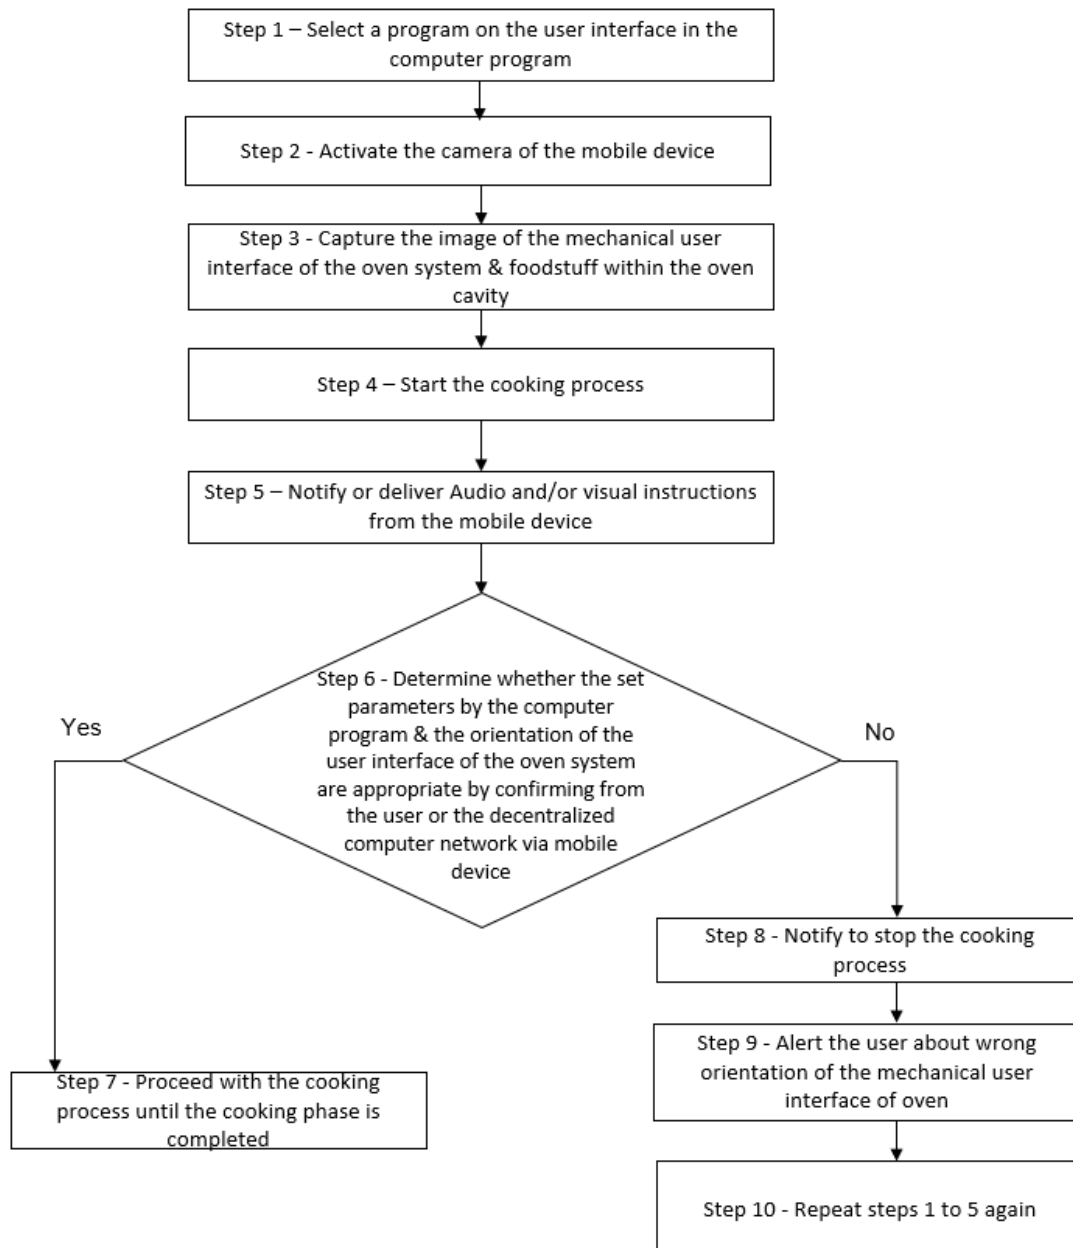 Step 1 – Select a program on the user interface in the
computer program
Step 2 - Activate the camera of the mobile device
Step 3 - Capture the image of the mechanical user
interface of the oven system & foodstuff within the oven
cavity
Step 4 – Start the cooking process
Step 5 – Notify or deliver Audio and/or visual instructions
from the mobile device
Step 6 - Determine whether the set
parameters by the computer
program & the orientation of the
user interface of the oven system
are appropriate by confirming from
the user or the decentralized
computer network via mobile
device
Yes
No
Step 7 - Proceed with the cooking
process until the cooking phase is
completed
Step 8 - Notify to stop the cooking
process
Step 9 - Alert the user about wrong
orientation of the mechanical user
interface of oven
Step 10 - Repeat steps 1 to 5 again